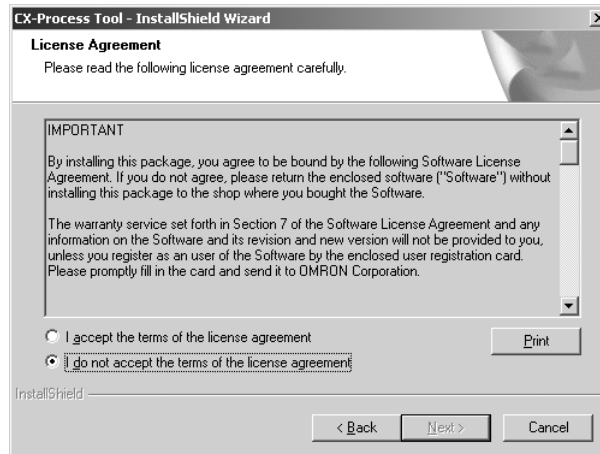 CX-Process Tool - InstallShield Wizard
License Agreement
Please read the following license agreement carefully.
IMPORTANT
By installing this package, you agree to be bound by the following Software License
Agreement. If you do not agree, please return the enclosed software ("Software") without
installing this package to the shop where you bought the Software.
The warranty service set forth in Section 7 of the Software License Agreement and any
information on the Software and its revision and new version will not be provided to you,
unless you register as an user of the Software by the enclosed user registration card.
Please promptly fill in the card and send it to OMRON Corporation.
I accept the terms of the license agreement
Print
I do not accept the terms of the license agreement
InstallShield
< Back
Next >
Cancel